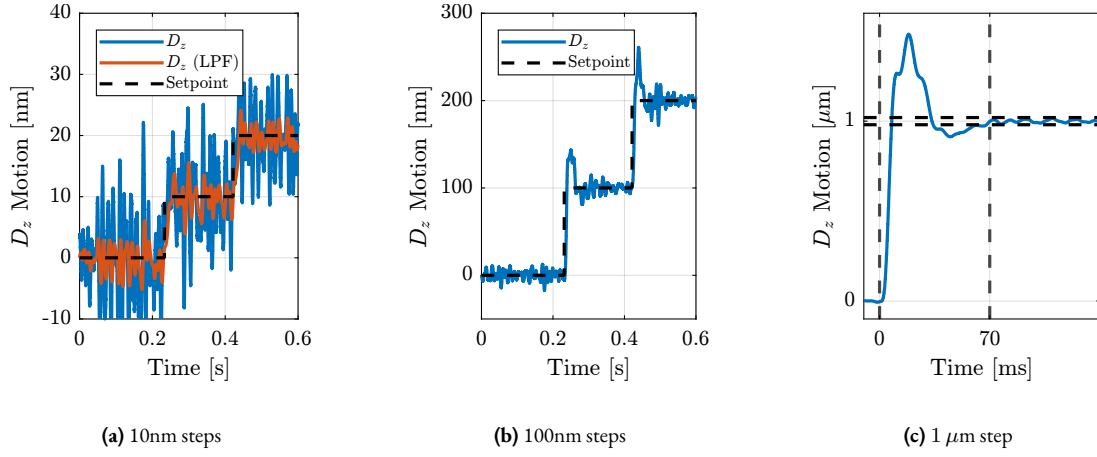 40
30
20
10
0
-10
0 0.2 0.4 0.6
D_z Motion [nm]
Time [s]
D_z
D_z (LPF)
Setpoint
(a) 10nm steps
300
200
100
0
0 0.2 0.4 0.6
D_z Motion [nm]
Time [s]
D_z
Setpoint
(b) 100nm steps
1
0
0 70
D_z Motion [µm]
Time [ms]
(c) 1 µm step